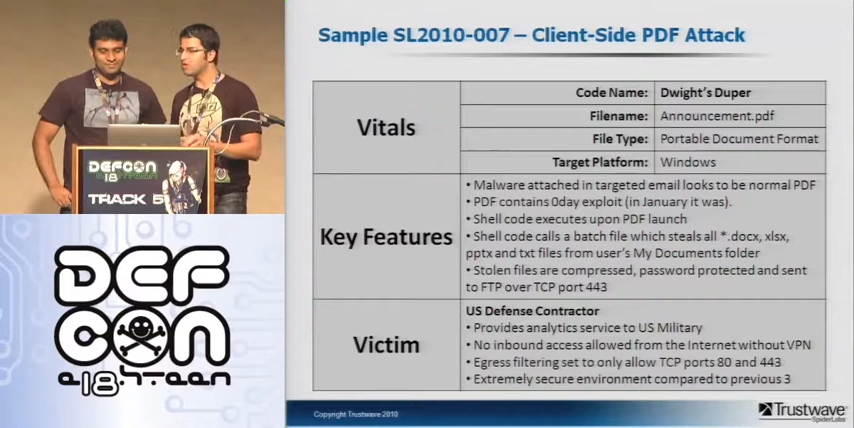 Sample SL2010-007 – Client-Side PDF Attack
Vitals
Code Name: Dwight's Duper
Filename: Announcement.pdf
File Type: Portable Document Format
Target Platform: Windows
Key Features
• Malware attached in targeted email looks to be normal PDF
• PDF contains 0day exploit (in January it was).
• Shell code executes upon PDF launch
• Shell code calls a batch file which steals all *.docx, xlsx,
pptx and txt files from user's My Documents folder
• Stolen files are compressed, password protected and sent
to FTP over TCP port 443
Victim
US Defense Contractor
• Provides analytics service to US Military
• No inbound access allowed from the Internet without VPN
• Egress filtering set to only allow TCP ports 80 and 443
• Extremely secure environment compared to previous 3
Copyright Trustwave 2010
Trustwave
SpiderLabs
DEFCON
18
TRACK 5
DEF
CON
e18hteen